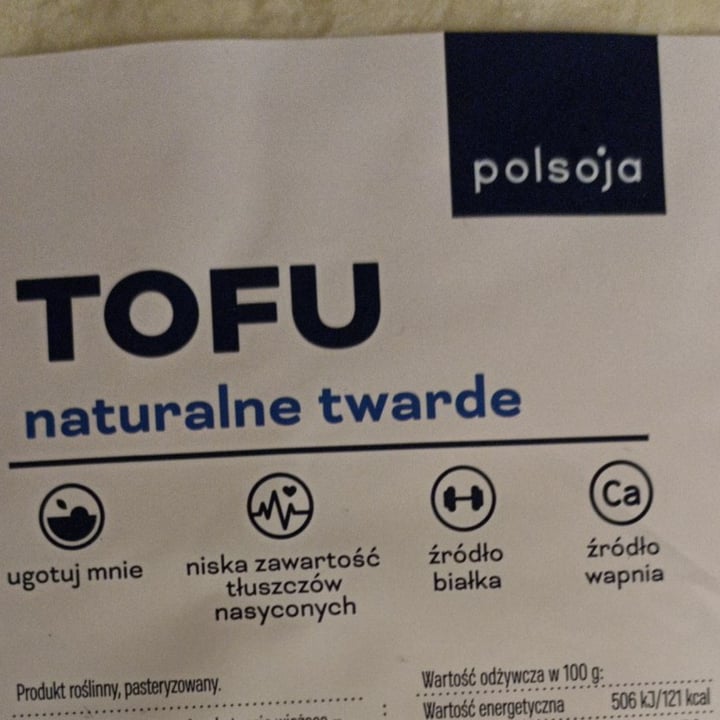 polsoja
TOFU
naturalne twarde
ugotuj mnie
niska zawartość
tłuszczów
nasyconych
źródło
białka
Ca
źródło
wapnia
Produkt roślinny, pasteryzowany.
Wartość odżywcza w 100 g:
Wartość energetyczna 506 kJ/121 kcal